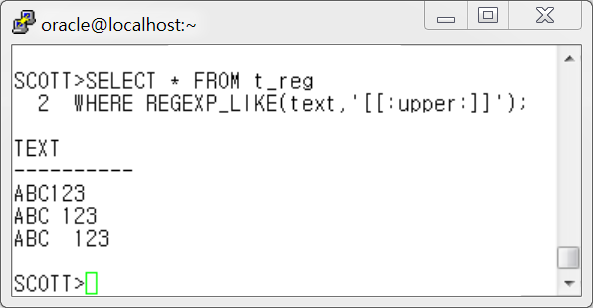 oracle@localhost:~
SCOTT>SELECT * FROM t_reg
  2  WHERE REGEXP_LIKE(text,'[[:upper:]]');
TEXT
----------
ABC123
ABC 123
ABC  123
SCOTT>